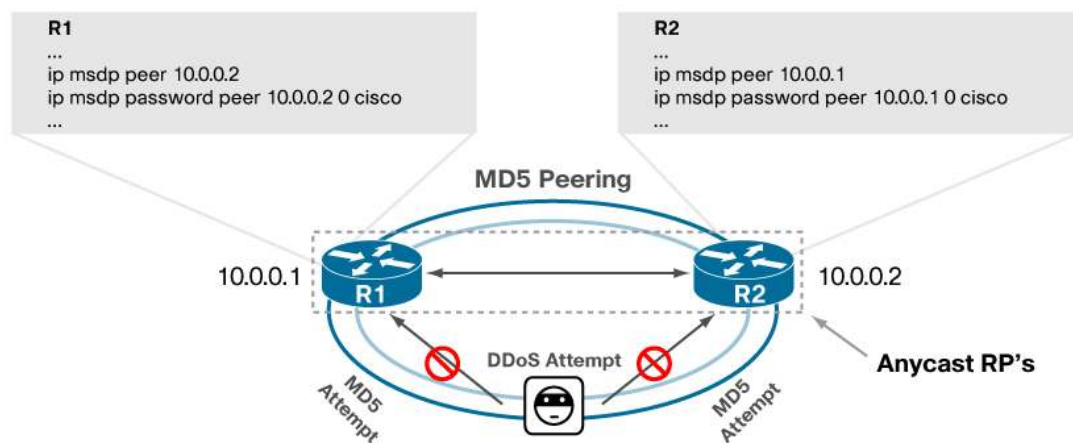 R1
...
ip msdp peer 10.0.0.2
ip msdp password peer 10.0.0.2 0 cisco
...
R2
...
ip msdp peer 10.0.0.1
ip msdp password peer 10.0.0.1 0 cisco
...
MD5 Peering
10.0.0.1
R1
R2
10.0.0.2
DDoS Attempt
MD5
Attempt
MD5
Attempt
Anycast RP's